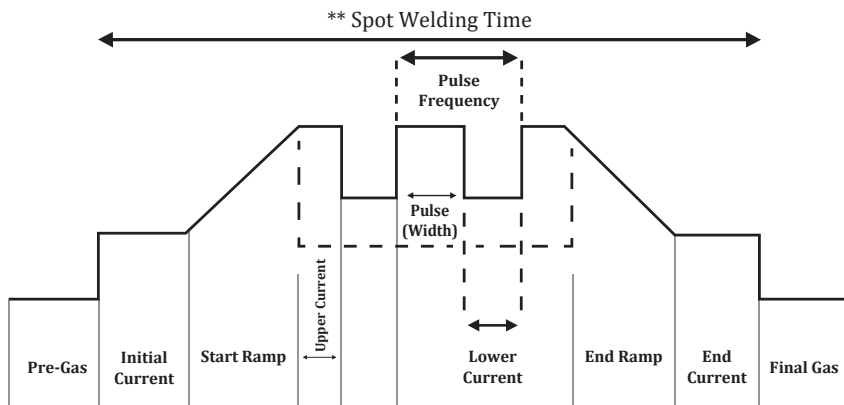 ** Spot Welding Time
Pulse
Frequency
Pulse
(Width)
Upper Current
Pre-Gas
Initial
Current
Start Ramp
Lower
Current
End Ramp
End
Current
Final Gas